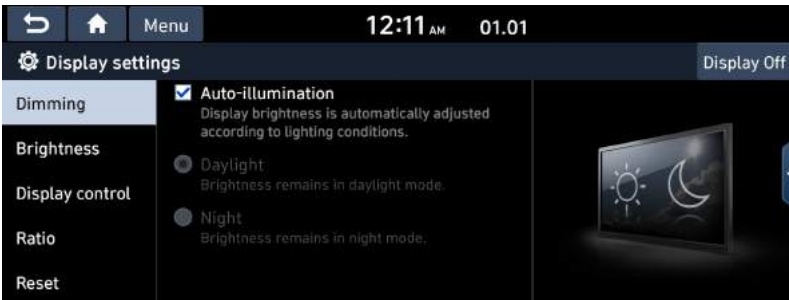 Menu
12:11 AM 01.01
Display settings
Display Off
Dimming
Brightness
Display control
Ratio
Reset
Auto-illumination
Display brightness is automatically adjusted
according to lighting conditions.
Daylight
Brightness remains in daylight mode.
Night
Brightness remains in night mode.